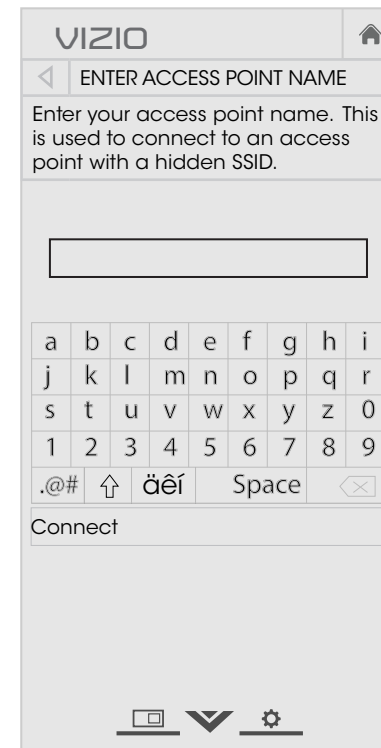 VIZIO
ENTER ACCESS POINT NAME
Enter your access point name. This
is used to connect to an access
point with a hidden SSID.
a b c d e f g h i
j k l m n o p q r
s t u v w x y z 0
1 2 3 4 5 6 7 8 9
.@# äêí Space
Connect